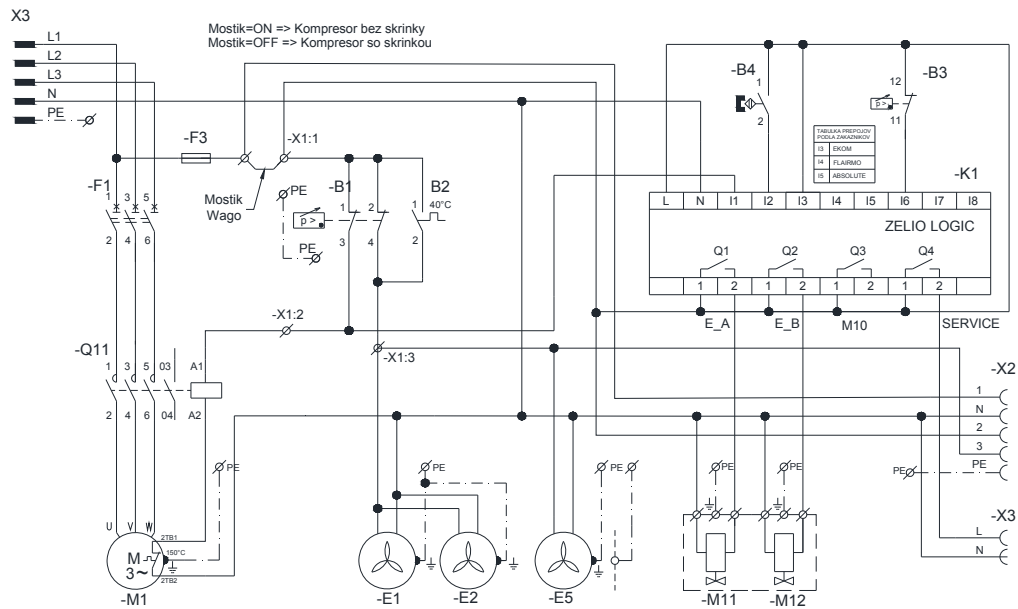 X3
L1
L2
L3
N
PE
Mostik=ON => Kompresor bez skrinky
Mostik=OFF => Kompresor so skrinkou
-F3
-X1:1
Mostik
Wago
-F1
1 3 5
2 4 6
PE
PE
-B1
p >
1 2
3 4
B2
1
40°C
2
-B4
1
2
12
-B3
p >
11
TABULKA PREPOJOV
PODLA ZAKAZNIKOV
I3 EKOM
I4 FLAIRMO
I5 ABSOLUTE
-K1
L N I1 I2 I3 I4 I5 I6 I7 I8
ZELIO LOGIC
Q1 Q2 Q3 Q4
1 2 1 2 1 2 1 2
E_A E_B M10 SERVICE
-X1:2
-X1:3
-Q11
1 3 5 03 A1
2 4 6 04 A2
-X2
1
N
2
3
PE PE
PE
PE
PE
PE
PE
U V W
2TB1
150°C
2TB2
M
3~
-M1
-E1
-E2
-E5
-M11
-M12
-X3
L
N